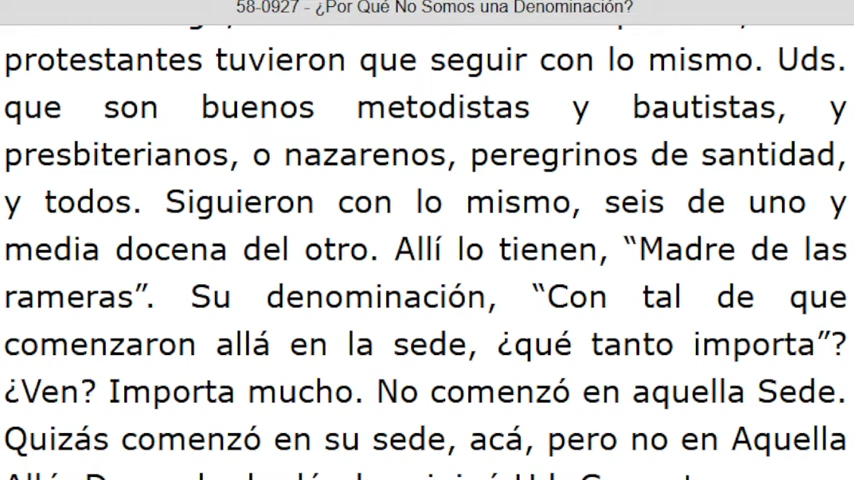 58-0927 - ¿Por Qué No Somos una Denominación?
protestantes tuvieron que seguir con lo mismo. Uds.
que son buenos metodistas y bautistas, y
presbiterianos, o nazarenos, peregrinos de santidad,
y todos. Siguieron con lo mismo, seis de uno y
media docena del otro. Allí lo tienen, “Madre de las
rameras”. Su denominación, “Con tal de que
comenzaron allá en la sede, ¿qué tanto importa”?
¿Ven? Importa mucho. No comenzó en aquella Sede.
Quizás comenzó en su sede, acá, pero no en Aquella